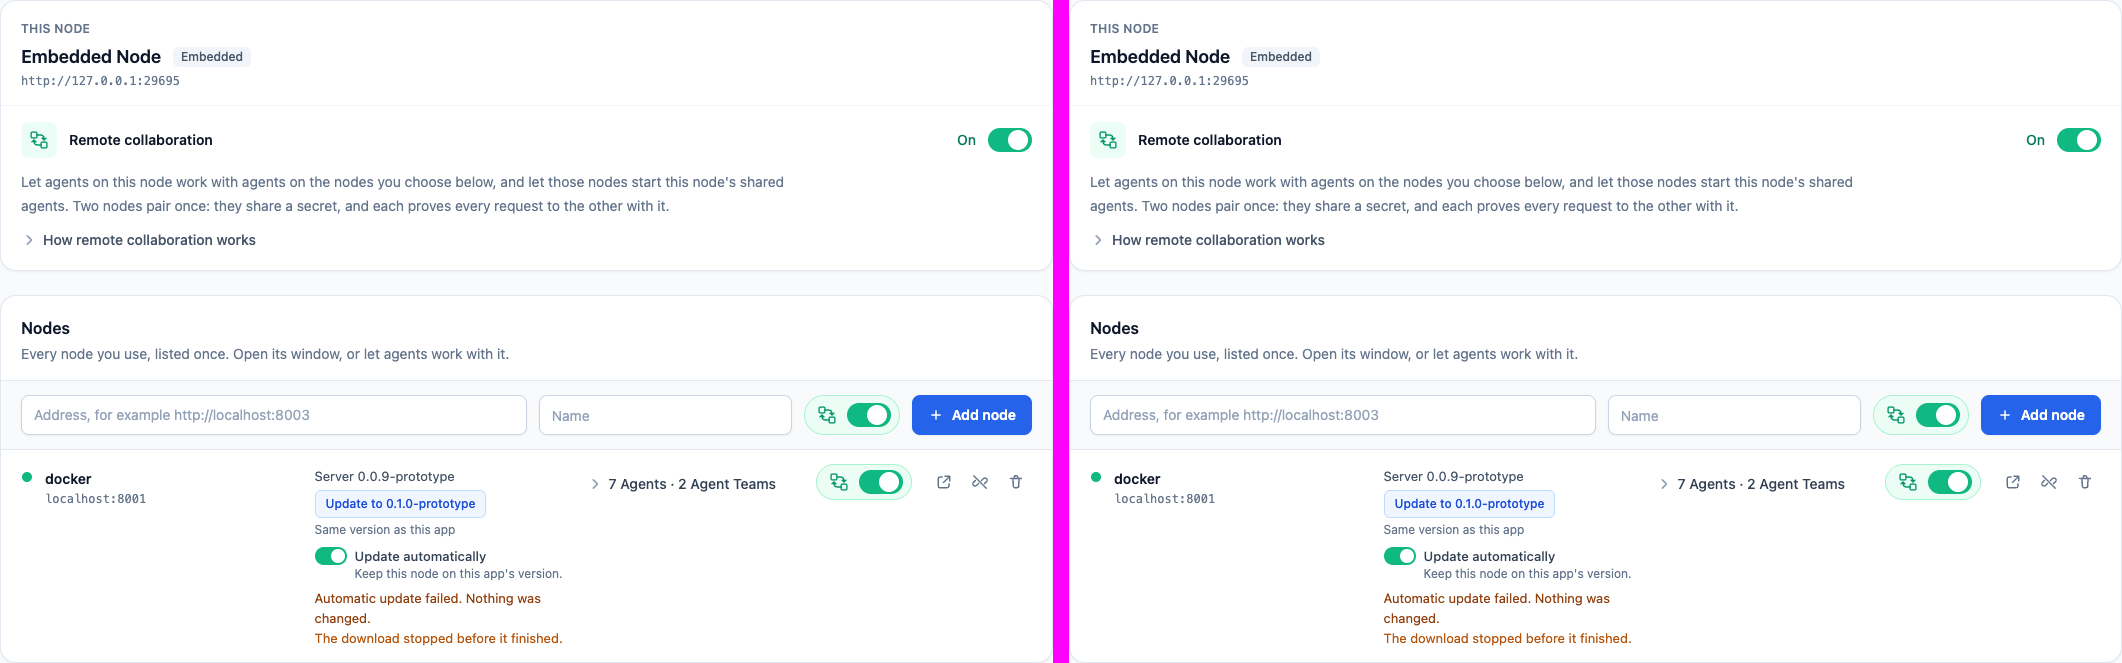 THIS NODE
Embedded Node Embedded
http://127.0.0.1:29695
Remote collaboration On
Let agents on this node work with agents on the nodes you choose below, and let those nodes start this node's shared
agents. Two nodes pair once: they share a secret, and each proves every request to the other with it.
How remote collaboration works
Nodes
Every node you use, listed once. Open its window, or let agents work with it.
Address, for example http://localhost:8003 Name + Add node
docker
localhost:8001
Server 0.0.9-prototype
Update to 0.1.0-prototype
Same version as this app
Update automatically
Keep this node on this app's version.
Automatic update failed. Nothing was
changed.
The download stopped before it finished.
7 Agents · 2 Agent Teams
THIS NODE
Embedded Node Embedded
http://127.0.0.1:29695
Remote collaboration On
Let agents on this node work with agents on the nodes you choose below, and let those nodes start this node's shared
agents. Two nodes pair once: they share a secret, and each proves every request to the other with it.
How remote collaboration works
Nodes
Every node you use, listed once. Open its window, or let agents work with it.
Address, for example http://localhost:8003 Name + Add node
docker
localhost:8001
Server 0.0.9-prototype
Update to 0.1.0-prototype
Same version as this app
Update automatically
Keep this node on this app's version.
Automatic update failed. Nothing was
changed.
The download stopped before it finished.
7 Agents · 2 Agent Teams